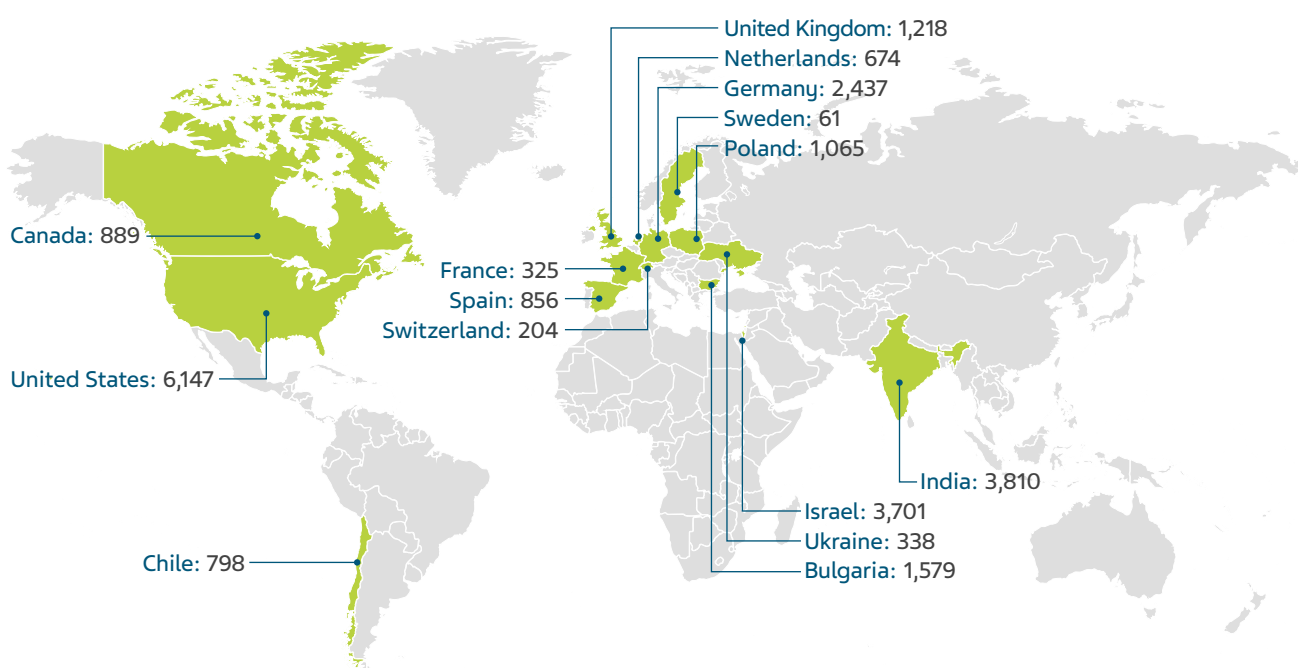 United Kingdom: 1,218
Netherlands: 674
Germany: 2,437
Sweden: 61
Poland: 1,065
Canada: 889
France: 325
Spain: 856
Switzerland: 204
United States: 6,147
India: 3,810
Israel: 3,701
Ukraine: 338
Chile: 798
Bulgaria: 1,579